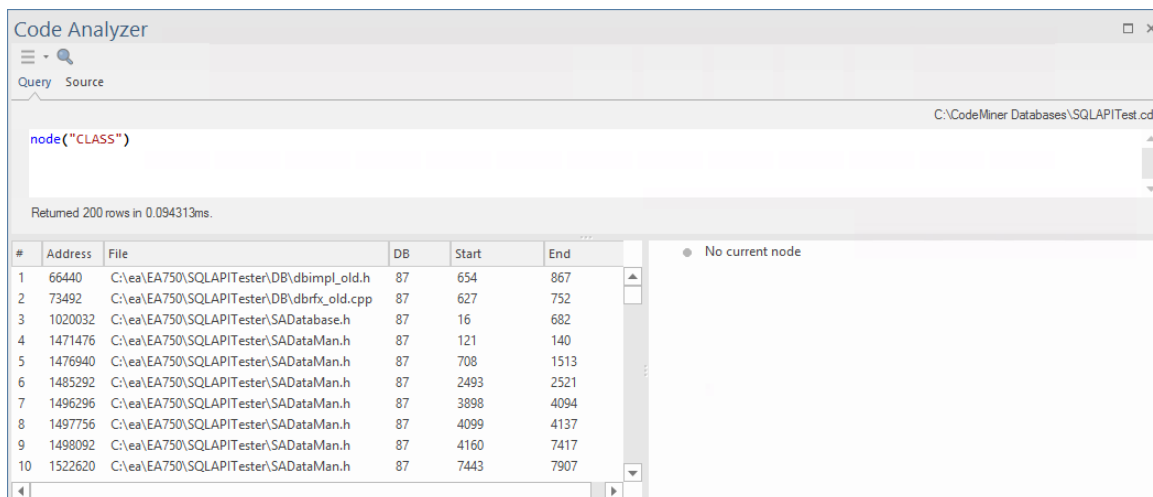 Code Analyzer
Query Source
C:\CodeMiner Databases\SQLAPITest.cd
node("CLASS")
Returned 200 rows in 0.094313ms.
# Address File DB Start End
1 66440 C:\ea\EA750\SQLAPITester\DB\dbimpl_old.h 87 654 867
2 73492 C:\ea\EA750\SQLAPITester\DB\dbrfx_old.cpp 87 627 752
3 1020032 C:\ea\EA750\SQLAPITester\SADatabase.h 87 16 682
4 1471476 C:\ea\EA750\SQLAPITester\SADataMan.h 87 121 140
5 1476940 C:\ea\EA750\SQLAPITester\SADataMan.h 87 708 1513
6 1485292 C:\ea\EA750\SQLAPITester\SADataMan.h 87 2493 2521
7 1496296 C:\ea\EA750\SQLAPITester\SADataMan.h 87 3898 4094
8 1497756 C:\ea\EA750\SQLAPITester\SADataMan.h 87 4099 4137
9 1498092 C:\ea\EA750\SQLAPITester\SADataMan.h 87 4160 7417
10 1522620 C:\ea\EA750\SQLAPITester\SADataMan.h 87 7443 7907
No current node